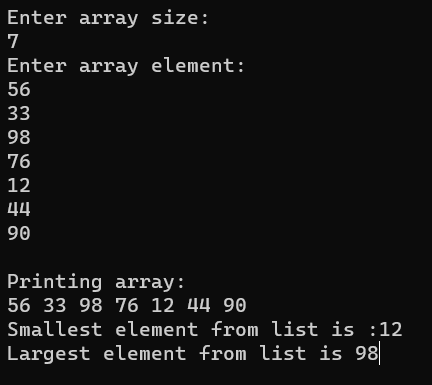 Enter array size:
7
Enter array element:
56
33
98
76
12
44
90
Printing array:
56 33 98 76 12 44 90
Smallest element from list is :12
Largest element from list is 98